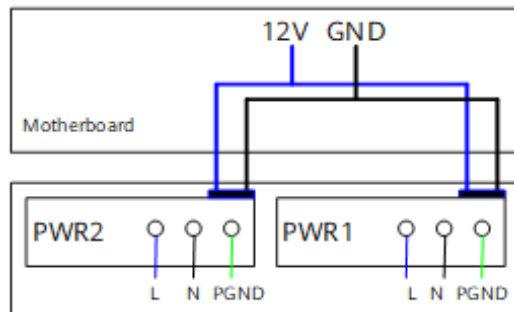 12V GND
Motherboard
PWR2 PWR1
L N PGND L N PGND